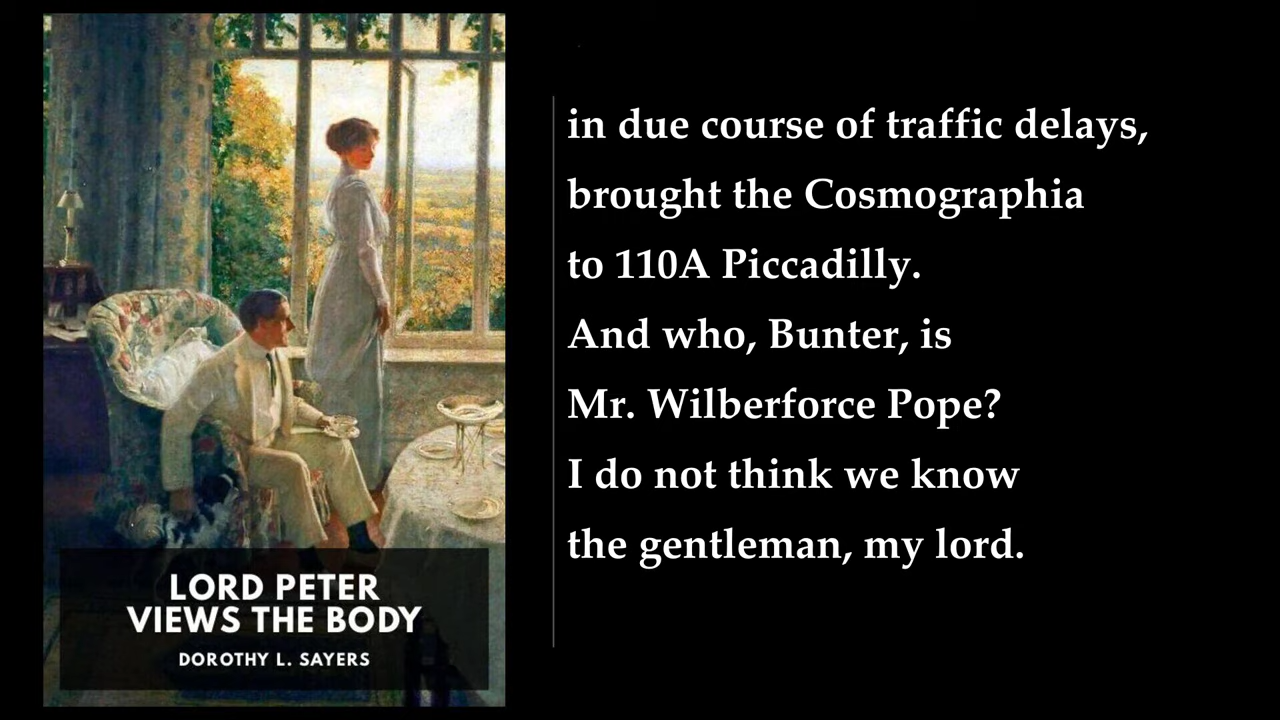 LORD PETER
VIEWS THE BODY
DOROTHY L. SAYERS
in due course of traffic delays,
brought the Cosmographia
to 110A Piccadilly.
And who, Bunter, is
Mr. Wilberforce Pope?
I do not think we know
the gentleman, my lord.